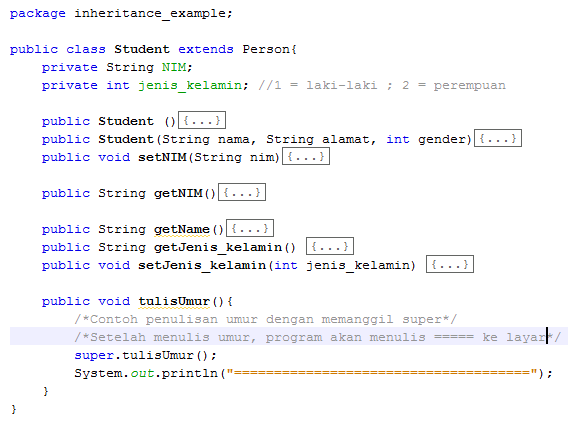 package inheritance_example;
public class Student extends Person{
private String NIM;
private int jenis_kelamin; //1 = laki-laki ; 2 = perempuan
public Student (){...}
public Student(String nama, String alamat, int gender){...}
public void setNIM(String nim){...}
public String getNIM(){...}
public String getName(){...}
public String getJenis_kelamin() {...}
public void setJenis_kelamin(int jenis_kelamin) {...}
public void tulisUmur(){
/*Contoh penulisan umur dengan memanggil super*/
/*Setelah menulis umur, program akan menulis ===== ke layar*/
super.tulisUmur();
System.out.println("=====================================");
}
}